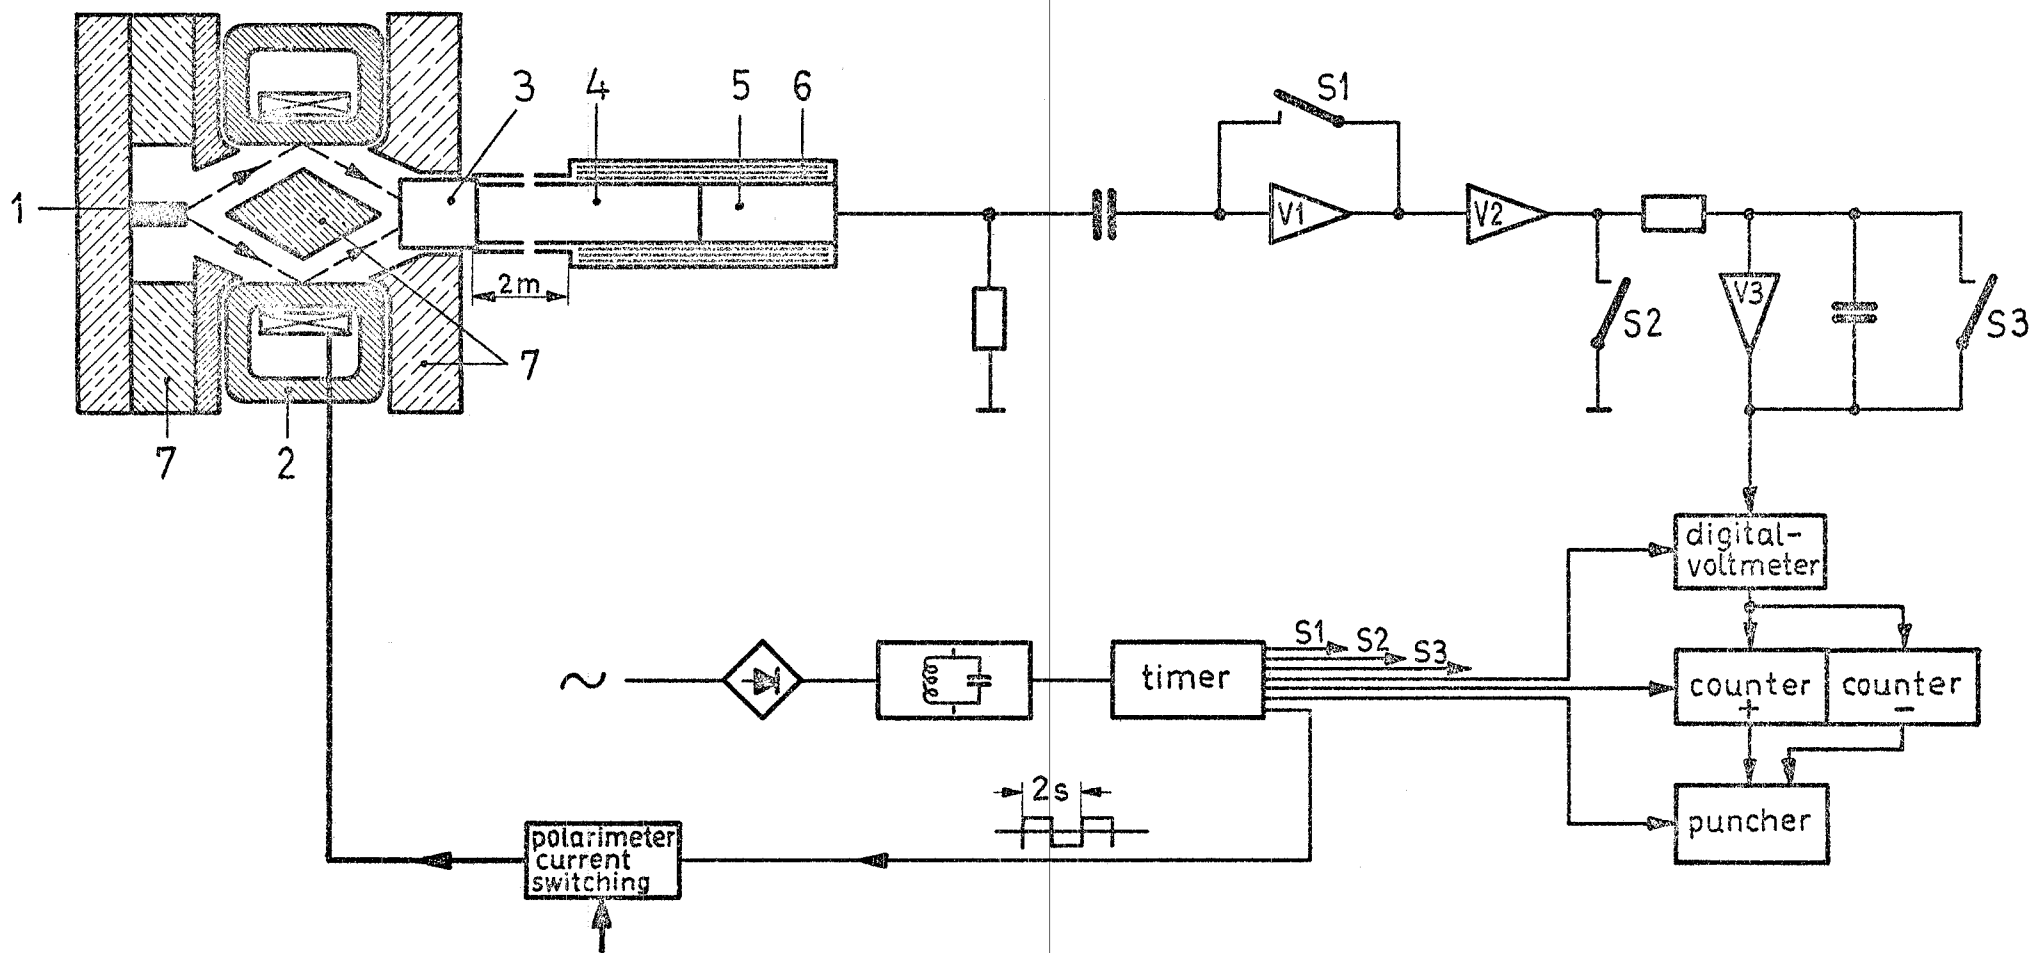 3
4
5
6
S1
1
V1
V2
2m
V3
S2
S3
7
7
2
digital-
voltmeter
S1
S2
S3
~
timer
counter
+
counter
−
2s
puncher
polarimeter
current
switching